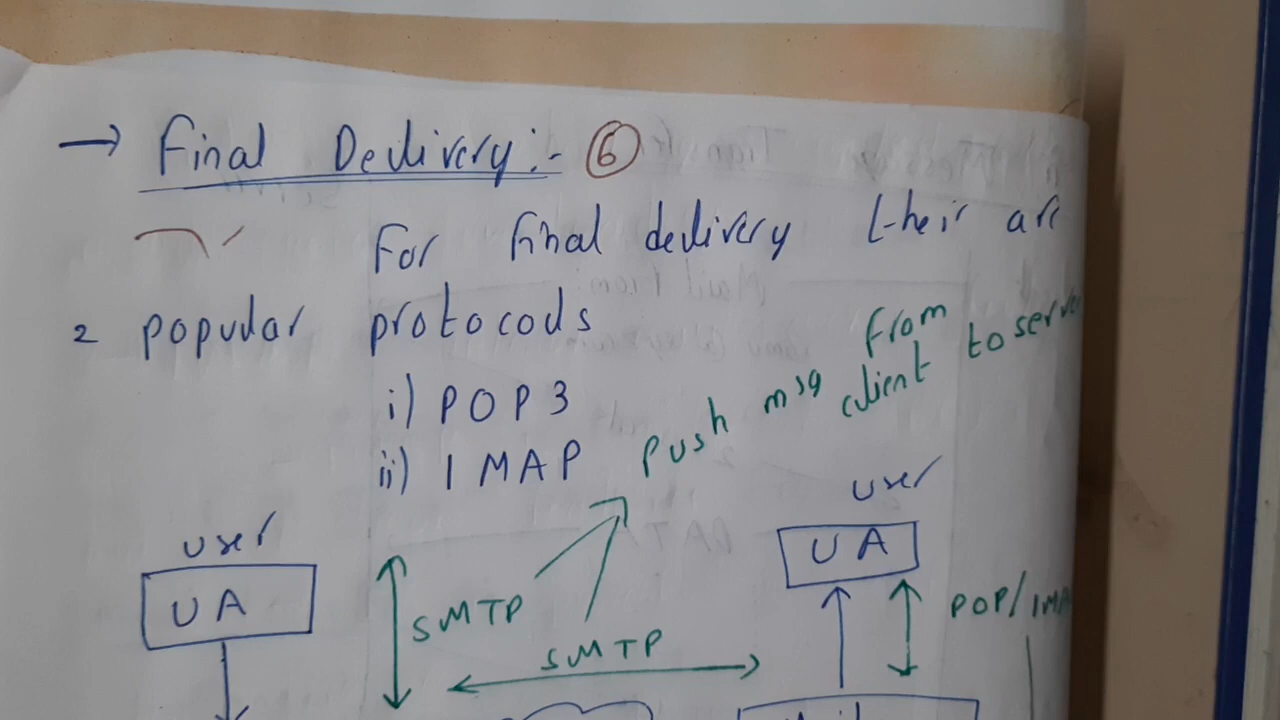 → Final Delivery:- ⑥
For final delivery their are
2 popular protocols
i) POP3
ii) IMAP
push msg from
client to server
user
UA
SMTP
SMTP
user
UA
POP/IMA